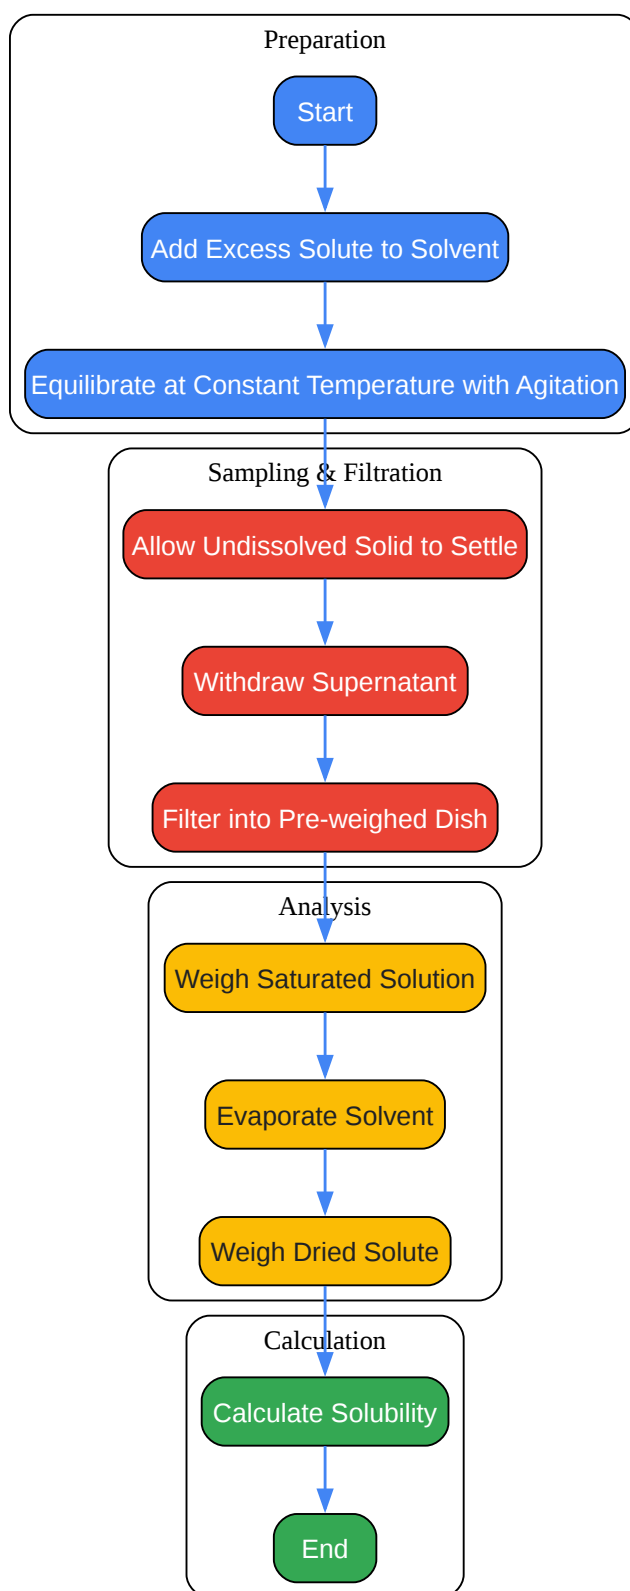 Preparation
Start
Add Excess Solute to Solvent
Equilibrate at Constant Temperature with Agitation
Sampling & Filtration
Allow Undissolved Solid to Settle
Withdraw Supernatant
Filter into Pre-weighed Dish
Analysis
Weigh Saturated Solution
Evaporate Solvent
Weigh Dried Solute
Calculation
Calculate Solubility
End